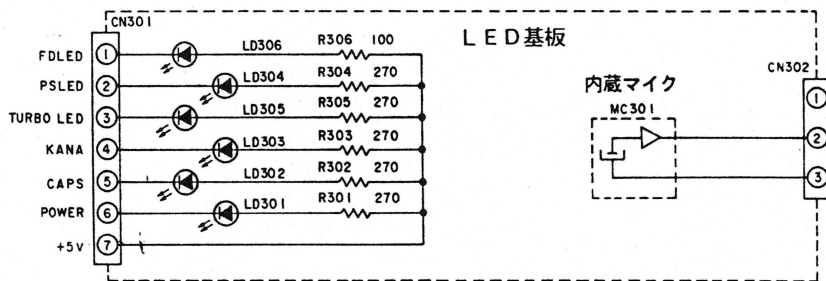 CN301
LED基板
FDLED 1 LD306 R306 100
PSLED 2 LD304 R304 270
TURBO LED 3 LD305 R305 270
KANA 4 LD303 R303 270
CAPS 5 LD302 R302 270
POWER 6 LD301 R301 270
+5V 7
内蔵マイク
MC301
CN302
1
2
3